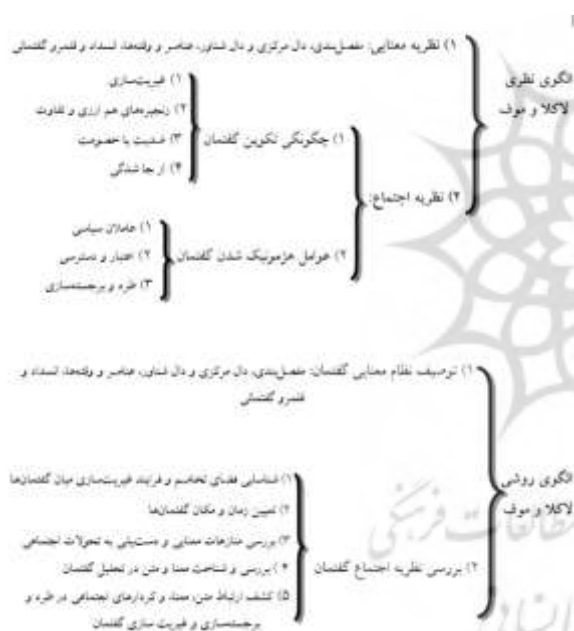 ۱) نظریه معنایی: مفصل‌بندی، دال مرکزی و دال شناور، عناصر و وقته‌ها، انسداد و قلمرو گفتمانی
الگوی نظری
لاکلا و موف
۲) نظریه اجتماع:
۱) چگونگی تکوین گفتمان
۱) غیریت‌سازی
۲) زنجیره‌های هم ارزی و تفاوت
۳) ضدیت یا خصومت
۴) از جا شدگی
۲) عوامل هژمونیک شدن گفتمان
۱) عاملان سیاسی
۲) اعتبار و دسترسی
۳) طرد و برجسته‌سازی
۱) توصیف نظام معنایی گفتمان: مفصل‌بندی، دال مرکزی و دال شناور، عناصر و وقته‌ها، انسداد و
قلمرو گفتمانی
الگوی روشی
لاکلا و موف
۲) بررسی نظریه اجتماع گفتمان
۱) شناسایی فضای تخاصم و فرایند غیریت‌سازی میان گفتمان‌ها
۲) تعیین زمان و مکان گفتمان‌ها
۳) بررسی منازعات معنایی و دست‌یابی به تحولات اجتماعی
۴) بررسی و شناخت معنا و متن در تحلیل گفتمان
۵) کشف ارتباط متن، معنا، و کردارهای اجتماعی در طرد و
برجسته‌سازی و غیریت سازی گفتمان
مطالعات فرهنگی